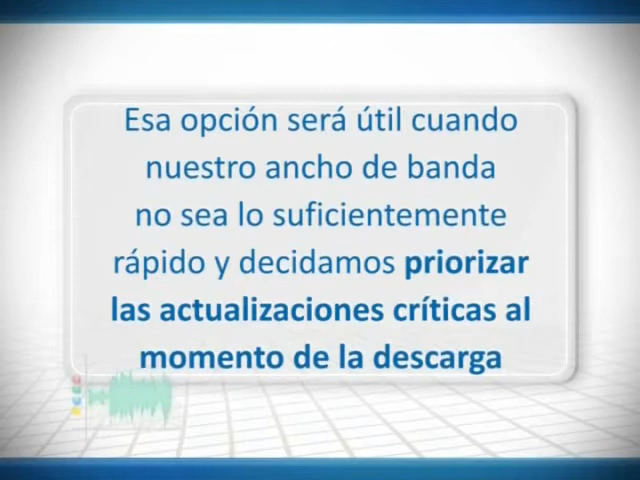 Esa opción será útil cuando
nuestro ancho de banda
no sea lo suficientemente
rápido y decidamos priorizar
las actualizaciones críticas al
momento de la descarga